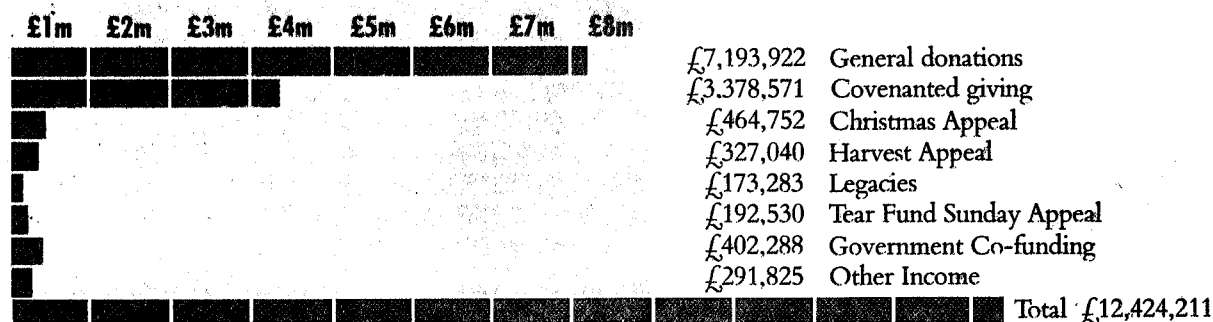 £1m £2m £3m £4m £5m £6m £7m £8m
£7,193,922 General donations
£3.378,571 Covenanted giving
£464,752 Christmas Appeal
£327,040 Harvest Appeal
£173,283 Legacies
£192,530 Tear Fund Sunday Appeal
£402,288 Government Co-funding
£291,825 Other Income
Total £12,424,211